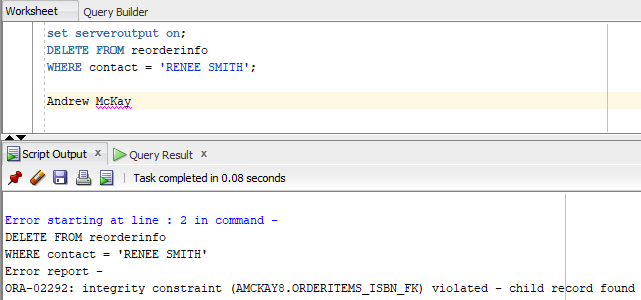 Worksheet Query Builder
set serveroutput on;
DELETE FROM reorderinfo
WHERE contact = 'RENEE SMITH';
Andrew McKay
Script Output x Query Result x
Task completed in 0.08 seconds
Error starting at line : 2 in command -
DELETE FROM reorderinfo
WHERE contact = 'RENEE SMITH'
Error report -
ORA-02292: integrity constraint (AMCKAY8.ORDERITEMS_ISBN_FK) violated - child record found